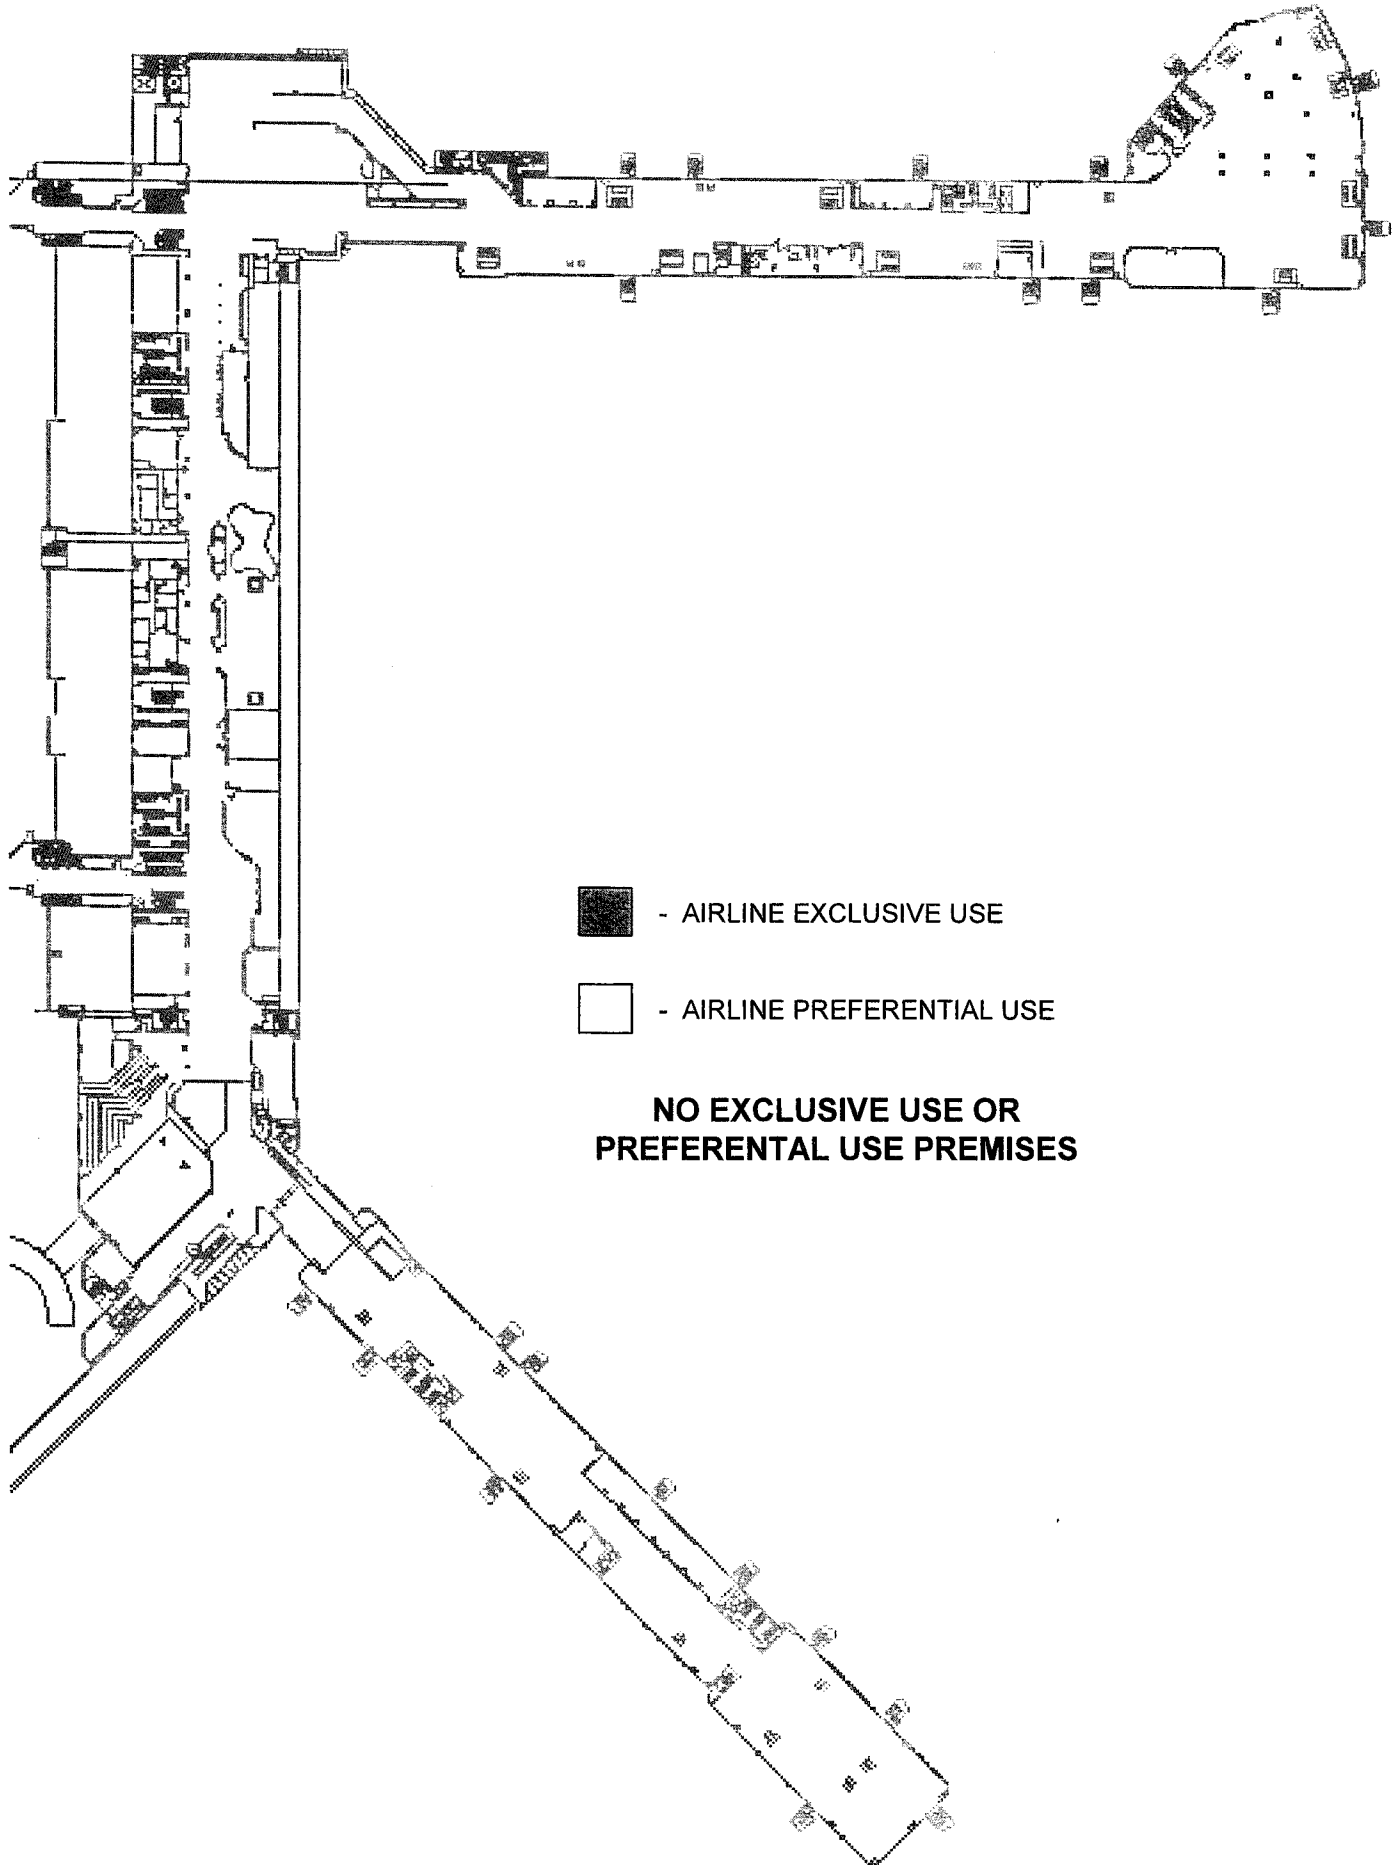 - AIRLINE EXCLUSIVE USE
- AIRLINE PREFERENTIAL USE
NO EXCLUSIVE USE OR
PREFERENTAL USE PREMISES